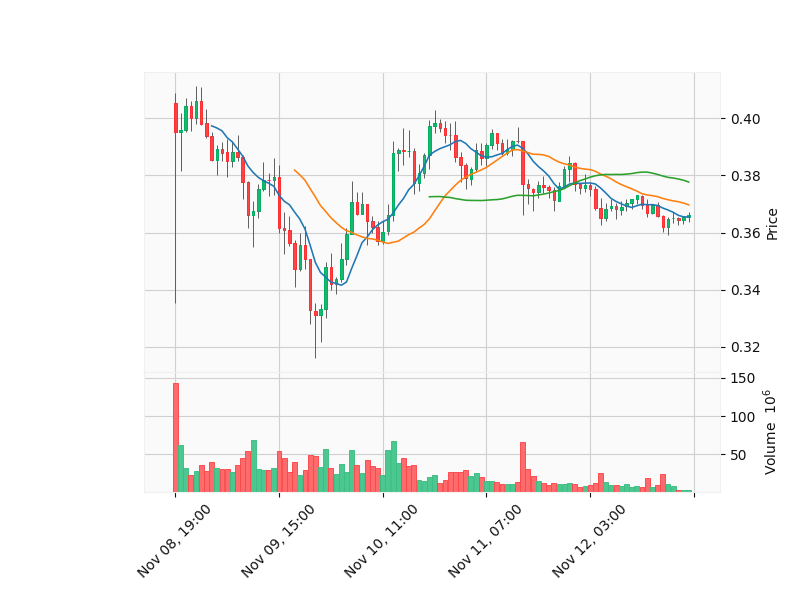 0.40
0.38
0.36
0.34
0.32
Price
150
100
50
Volume 10⁶
Nov 08, 19:00
Nov 09, 15:00
Nov 10, 11:00
Nov 11, 07:00
Nov 12, 03:00